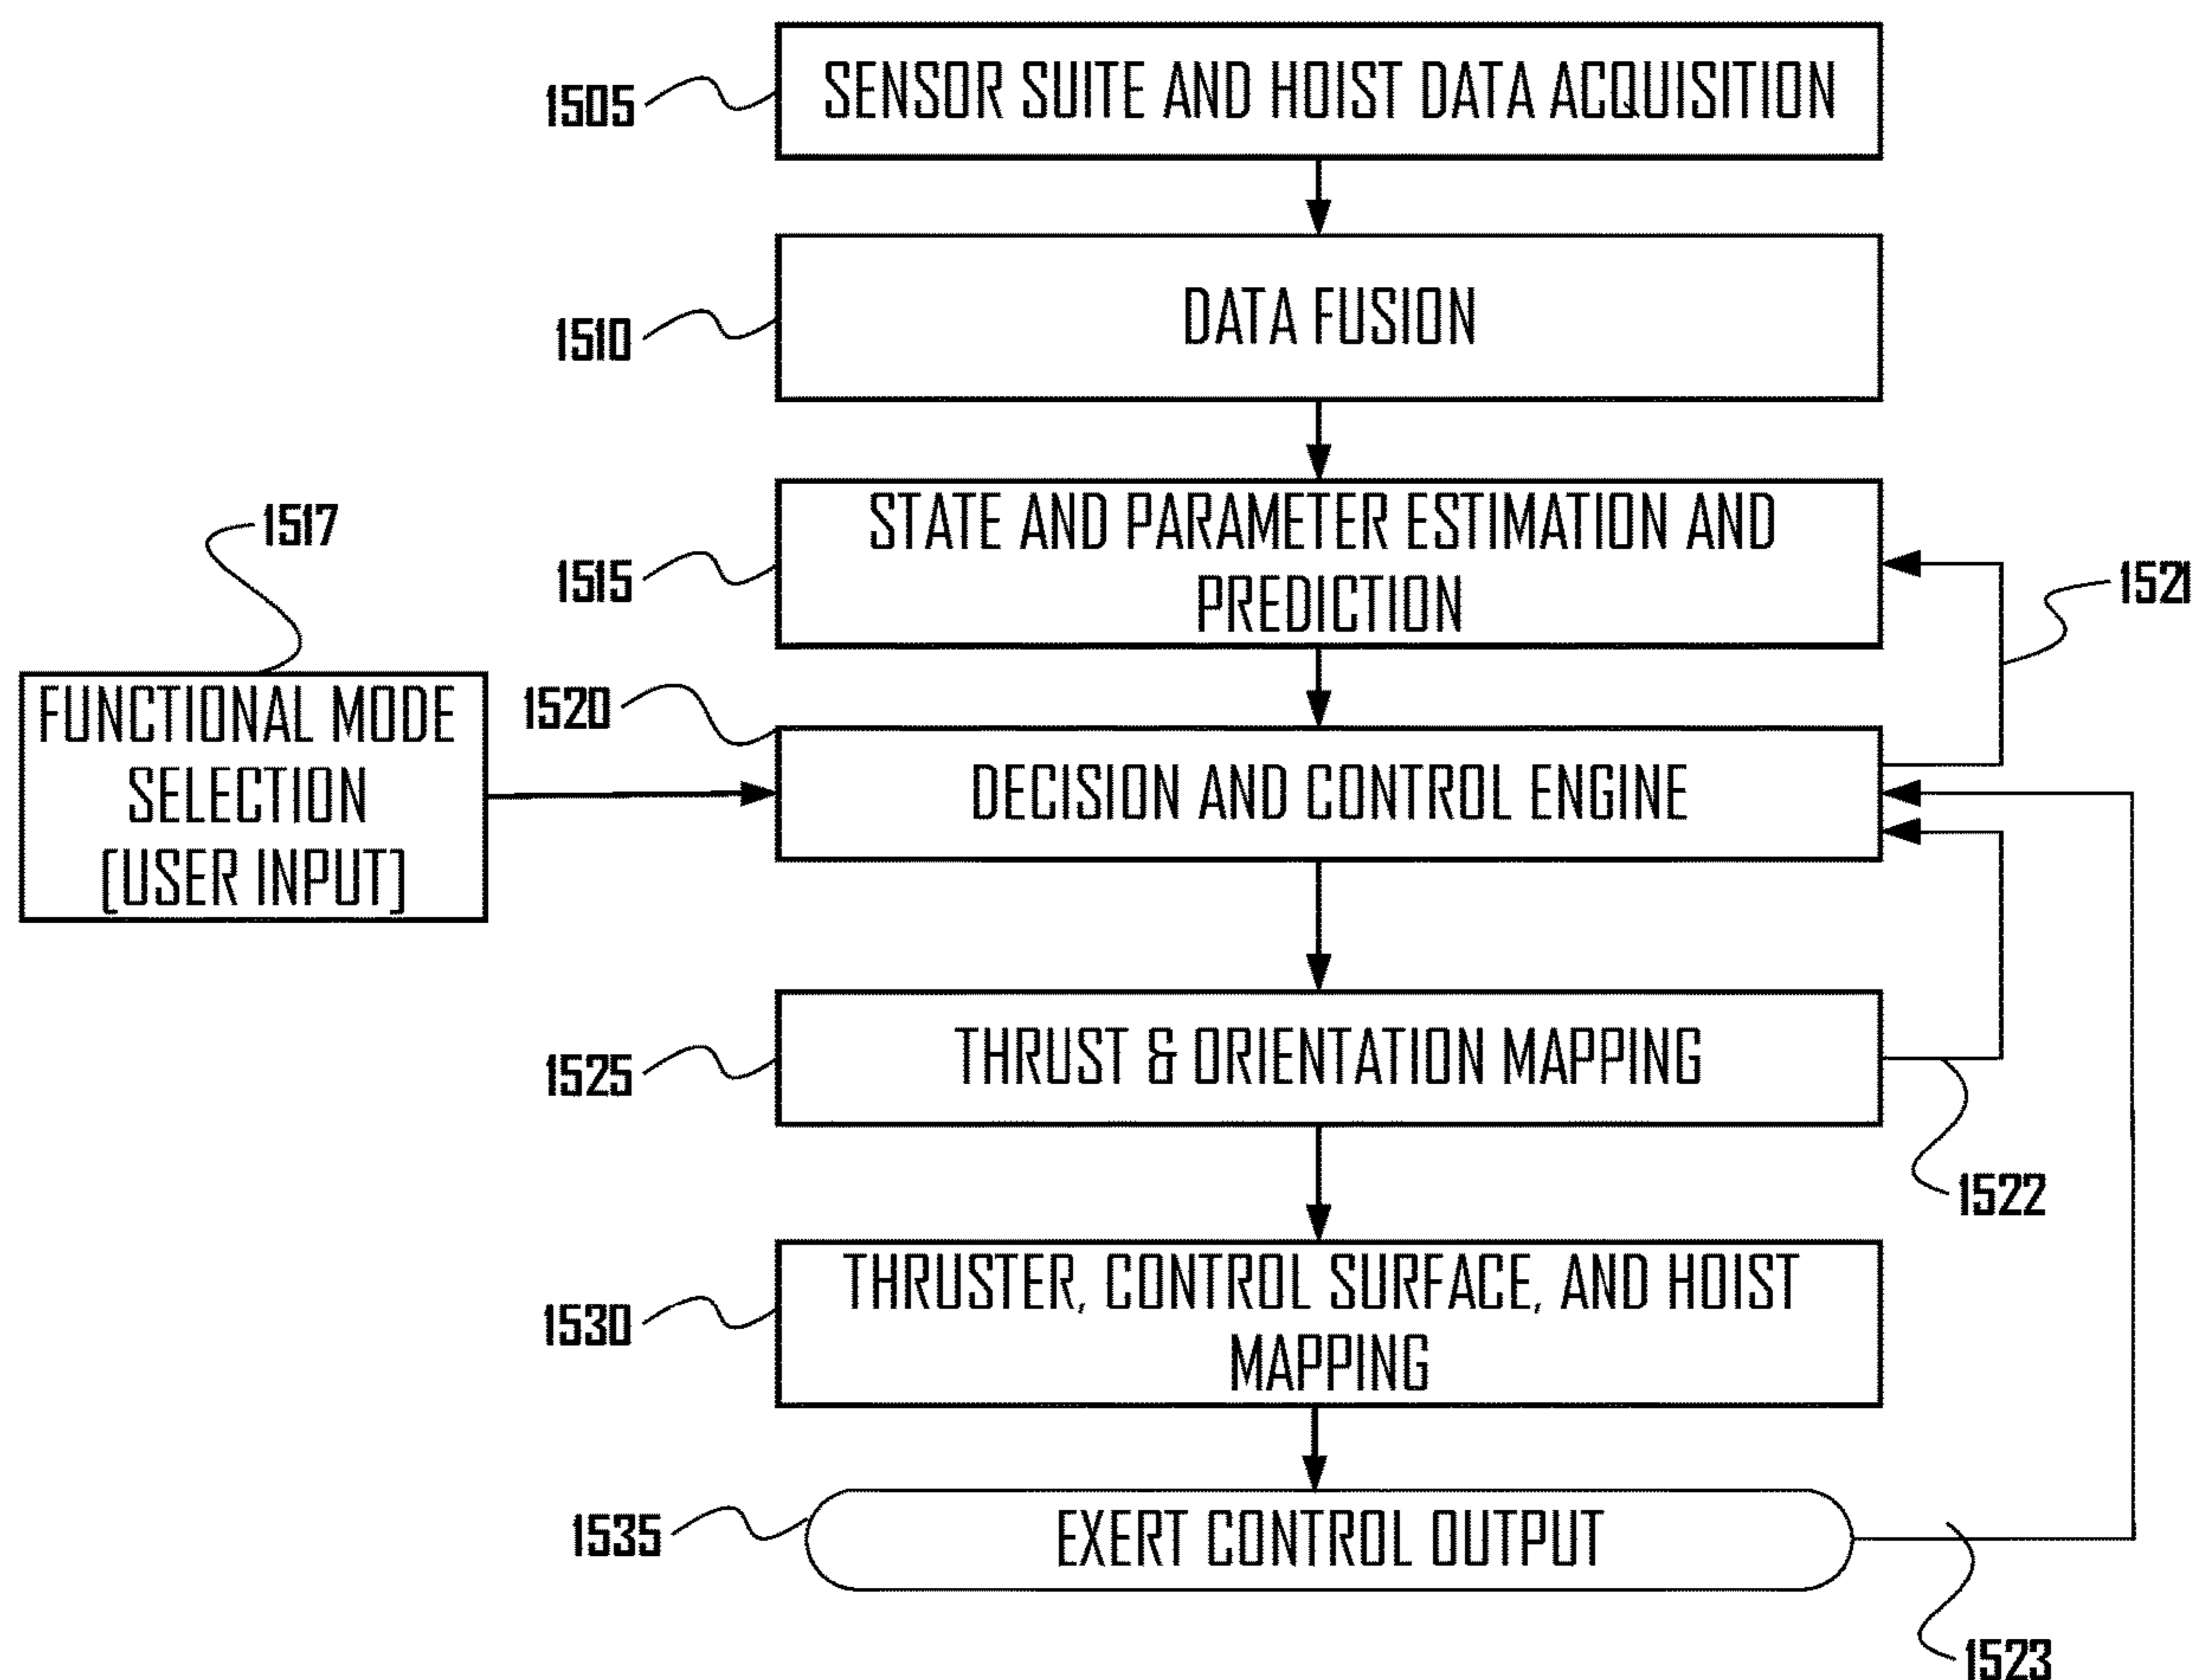 1505
SENSOR SUITE AND HOIST DATA ACQUISITION
1510
DATA FUSION
1517
1515
STATE AND PARAMETER ESTIMATION AND
PREDICTION
1521
FUNCTIONAL MODE
SELECTION
[USER INPUT]
1520
DECISION AND CONTROL ENGINE
1525
THRUST & ORIENTATION MAPPING
1522
1530
THRUSTER, CONTROL SURFACE, AND HOIST
MAPPING
1535
EXERT CONTROL OUTPUT
1523